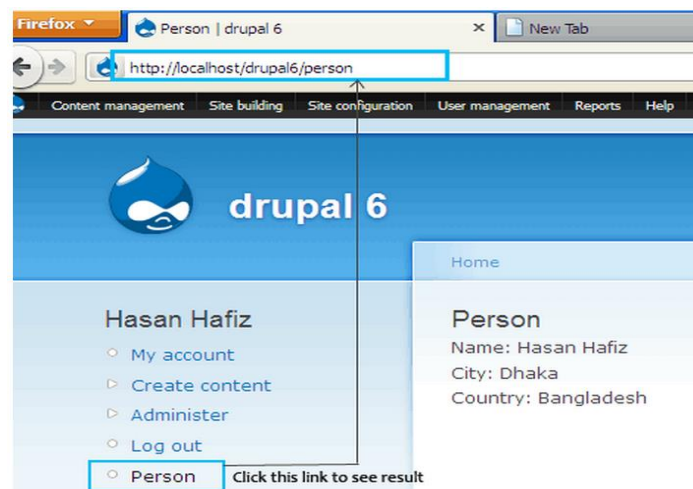 Firefox
Person | drupal 6
New Tab
http://localhost/drupal6/person
Content management Site building Site configuration User management Reports Help
drupal 6
Home
Hasan Hafiz
My account
Create content
Administer
Log out
Person
Click this link to see result
Person
Name: Hasan Hafiz
City: Dhaka
Country: Bangladesh